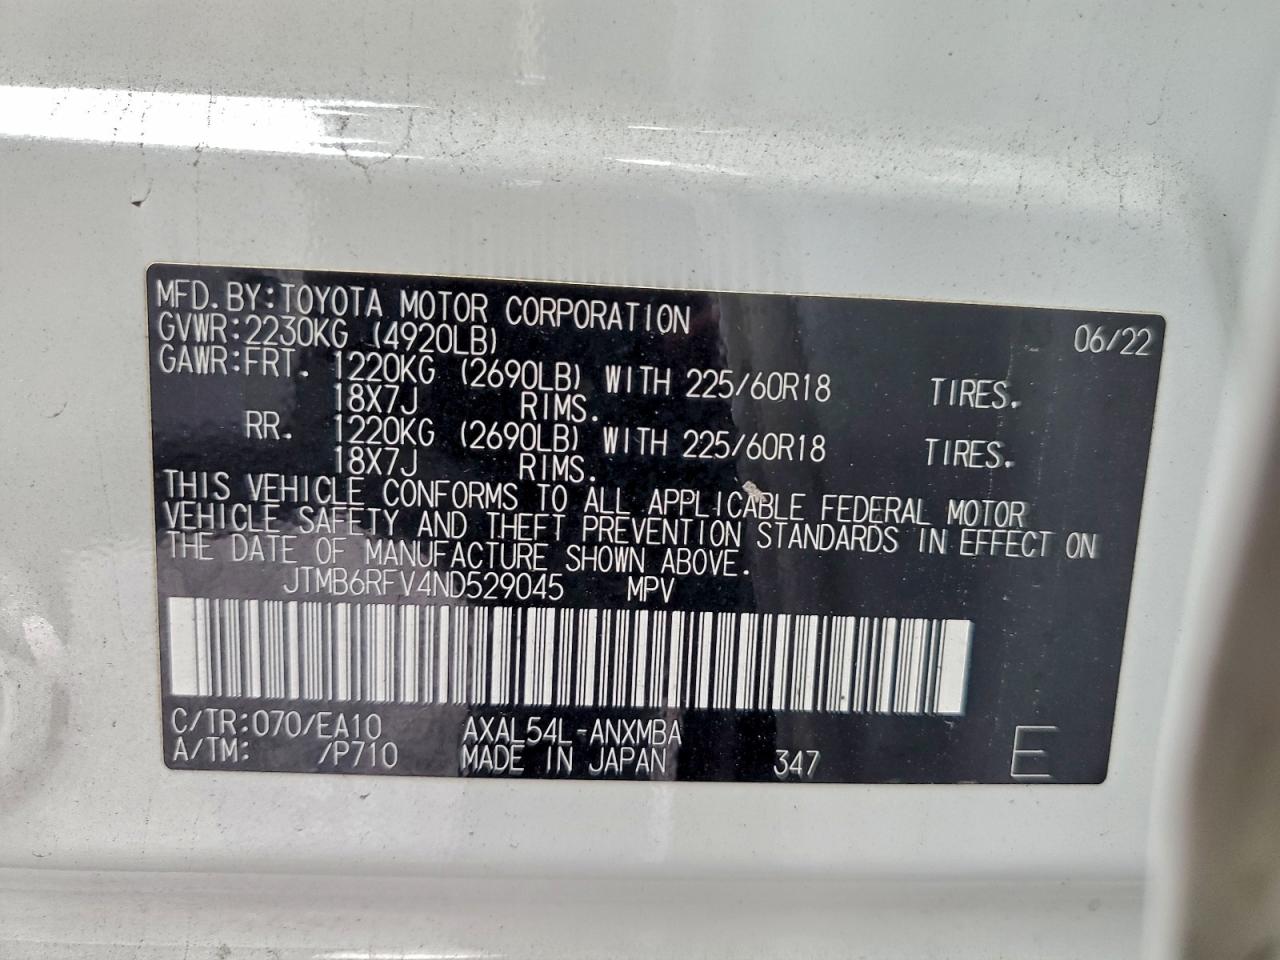 MFD.BY:TOYOTA MOTOR CORPORATION 06/22
GVWR:2230KG (4920LB)
GAWR:FRT. 1220KG (2690LB) WITH 225/60R18 TIRES.
18X7J RIMS.
RR. 1220KG (2690LB) WITH 225/60R18 TIRES.
18X7J RIMS.
THIS VEHICLE CONFORMS TO ALL APPLICABLE FEDERAL MOTOR
VEHICLE SAFETY AND THEFT PREVENTION STANDARDS IN EFFECT ON
THE DATE OF MANUFACTURE SHOWN ABOVE.
JTMB6RFV4ND529045 MPV
C/TR:070/EA10 AXAL54L-ANXMBA
A/TM: /P710 MADE IN JAPAN 347 E